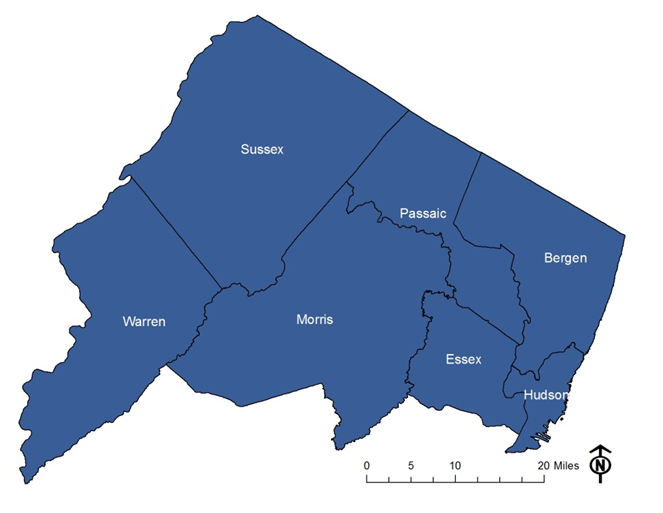 Sussex
Passaic
Bergen
Warren
Morris
Essex
Hudson
0 5 10 20 Miles
N